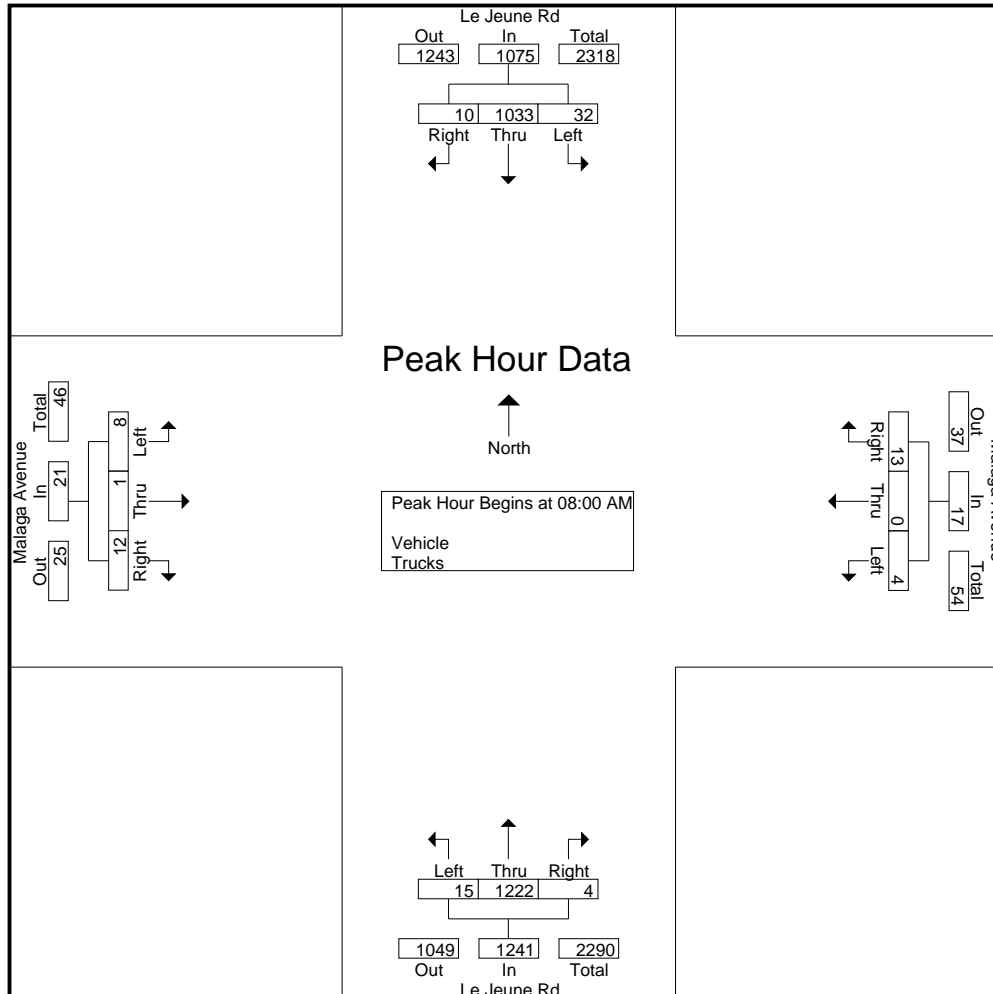 Le Jeune Rd
Out In Total
1243 1075 2318
10 1033 32
Right Thru Left
Peak Hour Data
North
Peak Hour Begins at 08:00 AM
Vehicle
Trucks
Malaga Avenue
Out In Total
25 21 46
Left Thru Right
8 1 12
Out In Total
37 17 54
Right Thru Left
13 0 4
Left Thru Right
15 1222 4
1049 1241 2290
Out In Total
Le Jeune Rd